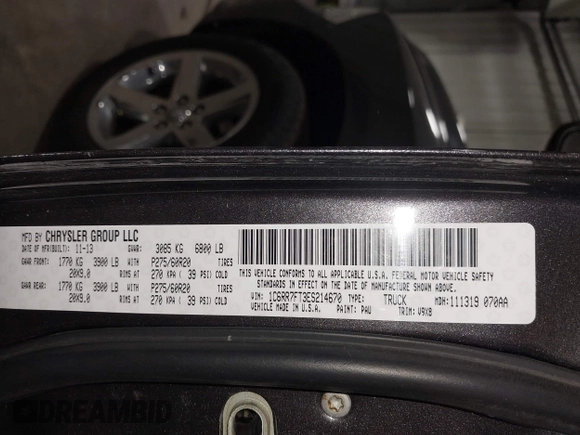 MFD BY CHRYSLER GROUP LLC
DATE OF MFR(BUILT): 11-13 GVWR: 3085 KG 6800 LB
GAWR FRONT: 1770 KG 3900 LB WITH P275/60R20 TIRES
20X9.0 RIMS AT 270 KPA ( 39 PSI) COLD
GAWR REAR: 1770 KG 3900 LB WITH P275/60R20 TIRES
20X9.0 RIMS AT 270 KPA ( 39 PSI) COLD
THIS VEHICLE CONFORMS TO ALL APPLICABLE U.S.A. FEDERAL MOTOR VEHICLE SAFETY
STANDARDS IN EFFECT ON THE DATE OF MANUFACTURE SHOWN ABOVE.
VIN: 1C6RR7FT3ES214670 TYPE: TRUCK MDH: 111319 070AA
VEHICLE MADE IN U.S.A. PAINT: PAU TRIM: V9X8
DREAMBID